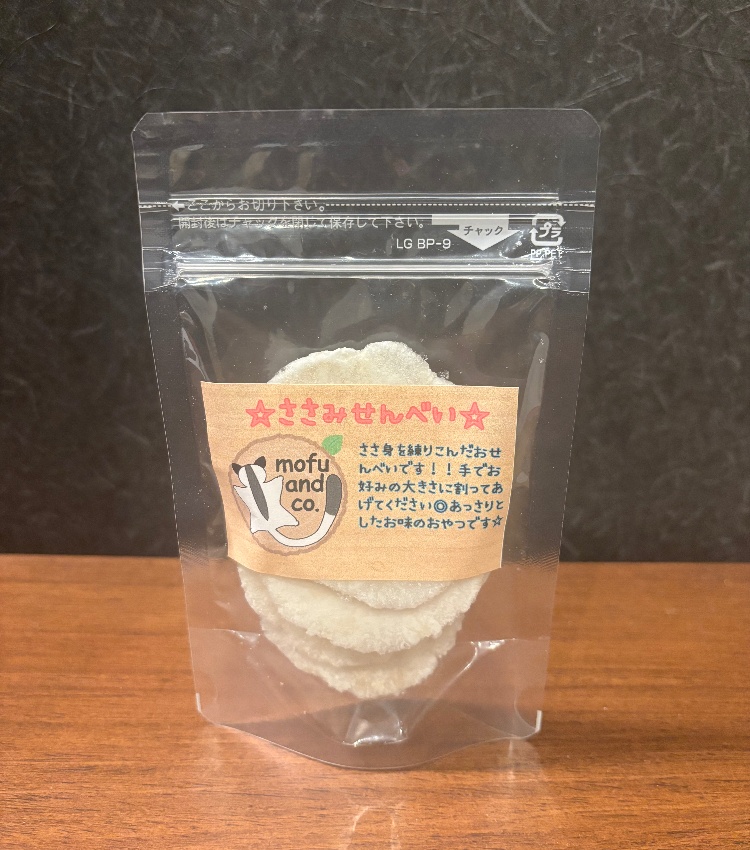 ←どこからお切り下さい。
開封後はチャックを閉じて保存して下さい。
チャック
プラ
LG BP-9
PP,PET
☆ささみせんべい☆
mofu
and
co.
ささ身を練りこんだおせ
んべいです！！手でお
好みの大きさに割ってあ
げてください◎あっさりと
したお味のおやつです☆